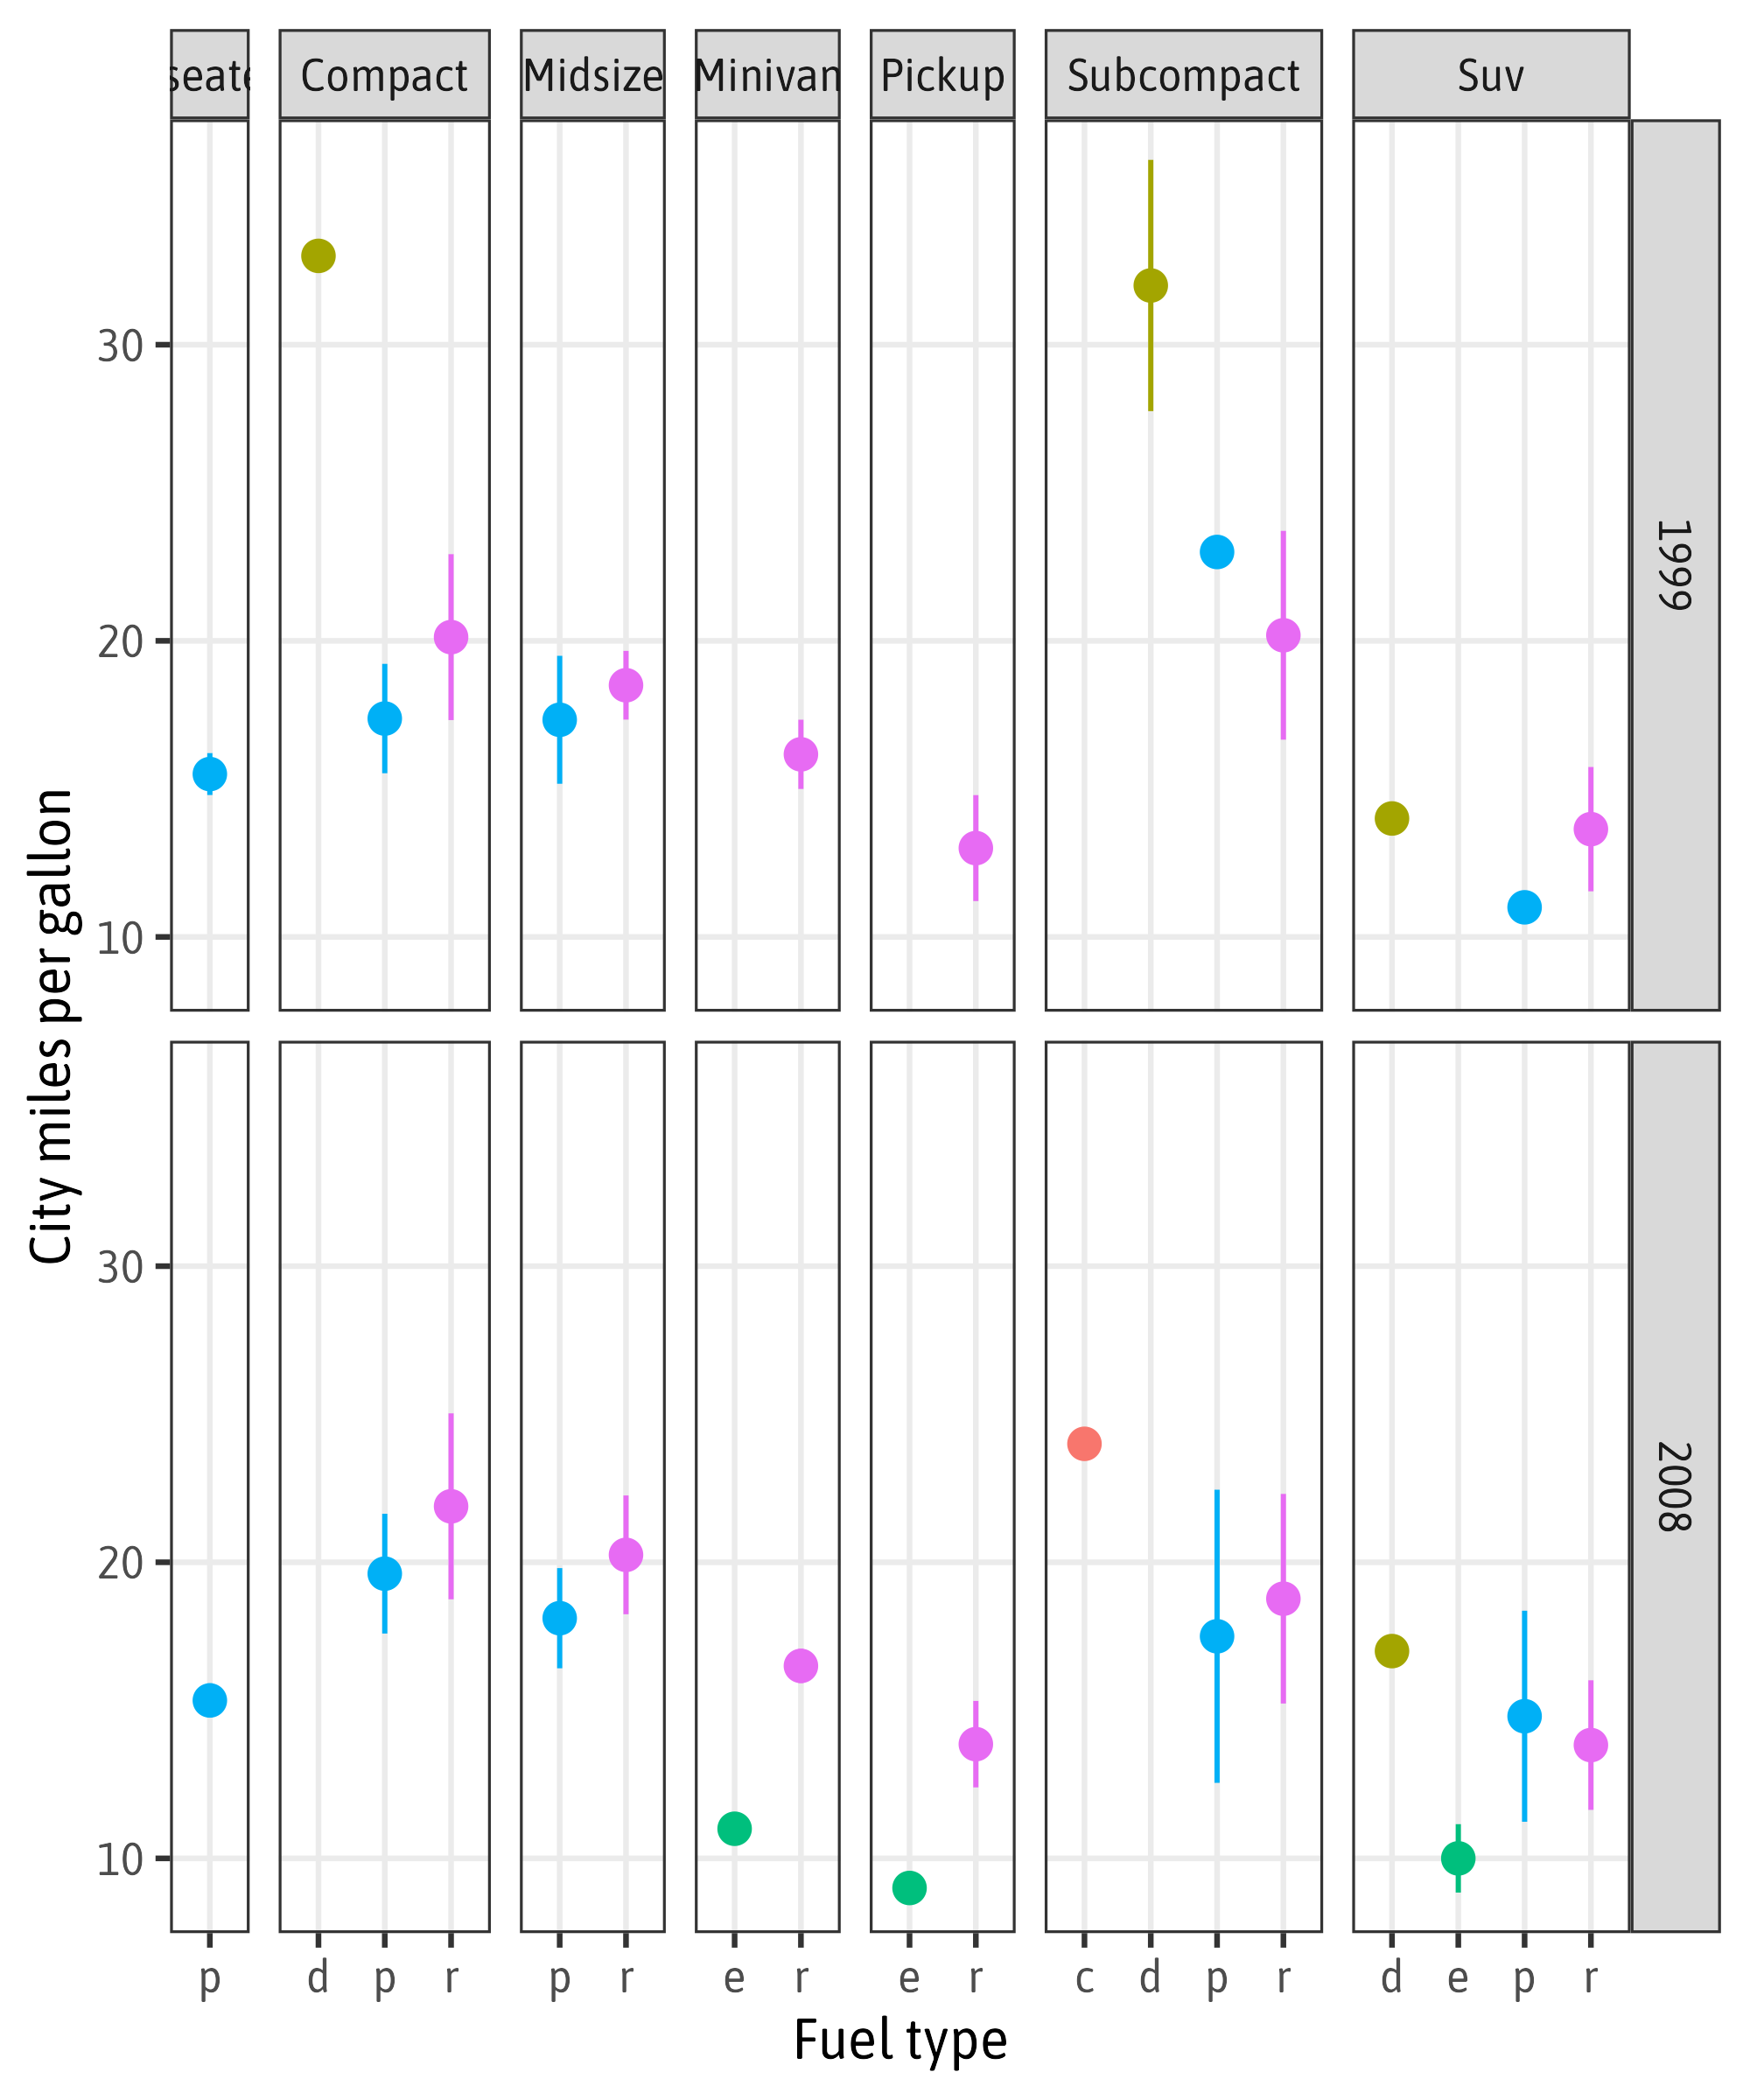 seate Compact Midsize Minivan Pickup Subcompact Suv
30
20
10
1999
City miles per gallon
30
20
10
2008
p d p r p r e r e r c d p r d e p r
Fuel type